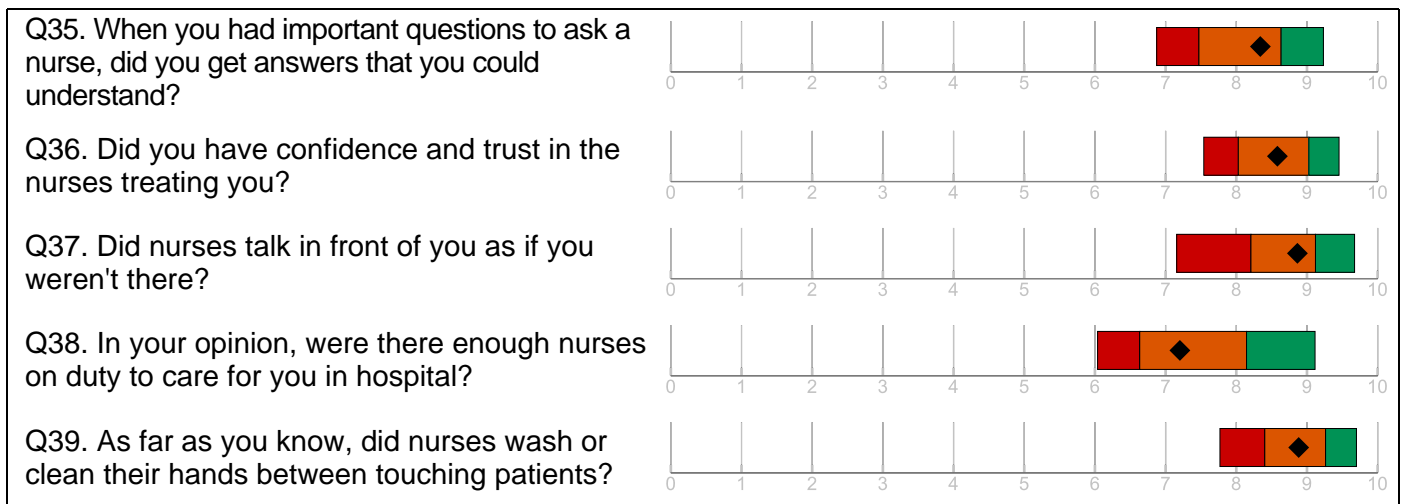 Q35. When you had important questions to ask a
nurse, did you get answers that you could
understand?
0 1 2 3 4 5 6 7 8 9 10
Q36. Did you have confidence and trust in the
nurses treating you?
0 1 2 3 4 5 6 7 8 9 10
Q37. Did nurses talk in front of you as if you
weren't there?
0 1 2 3 4 5 6 7 8 9 10
Q38. In your opinion, were there enough nurses
on duty to care for you in hospital?
0 1 2 3 4 5 6 7 8 9 10
Q39. As far as you know, did nurses wash or
clean their hands between touching patients?
0 1 2 3 4 5 6 7 8 9 10